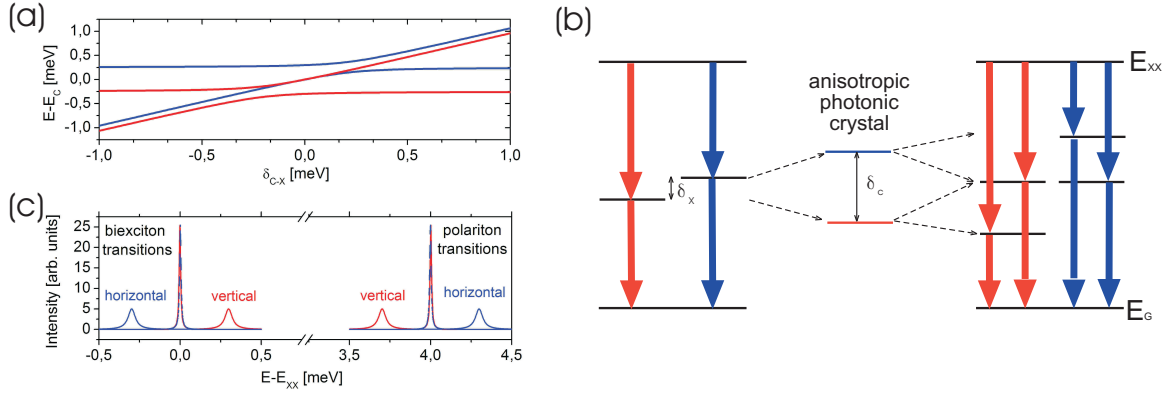 (a)
E-E_C [meV]
1,0
0,5
0,0
-0,5
-1,0
-1,0 -0,5 0,0 0,5 1,0
δ_C-X [meV]
(b)
anisotropic
photonic
crystal
δ_X
δ_C
E_XX
E_G
(c)
Intensity [arb. units]
25
20
15
10
5
0
biexciton
transitions
horizontal
vertical
polariton
transitions
vertical
horizontal
-0,5 0,0 0,5 3,5 4,0 4,5
E-E_XX [meV]